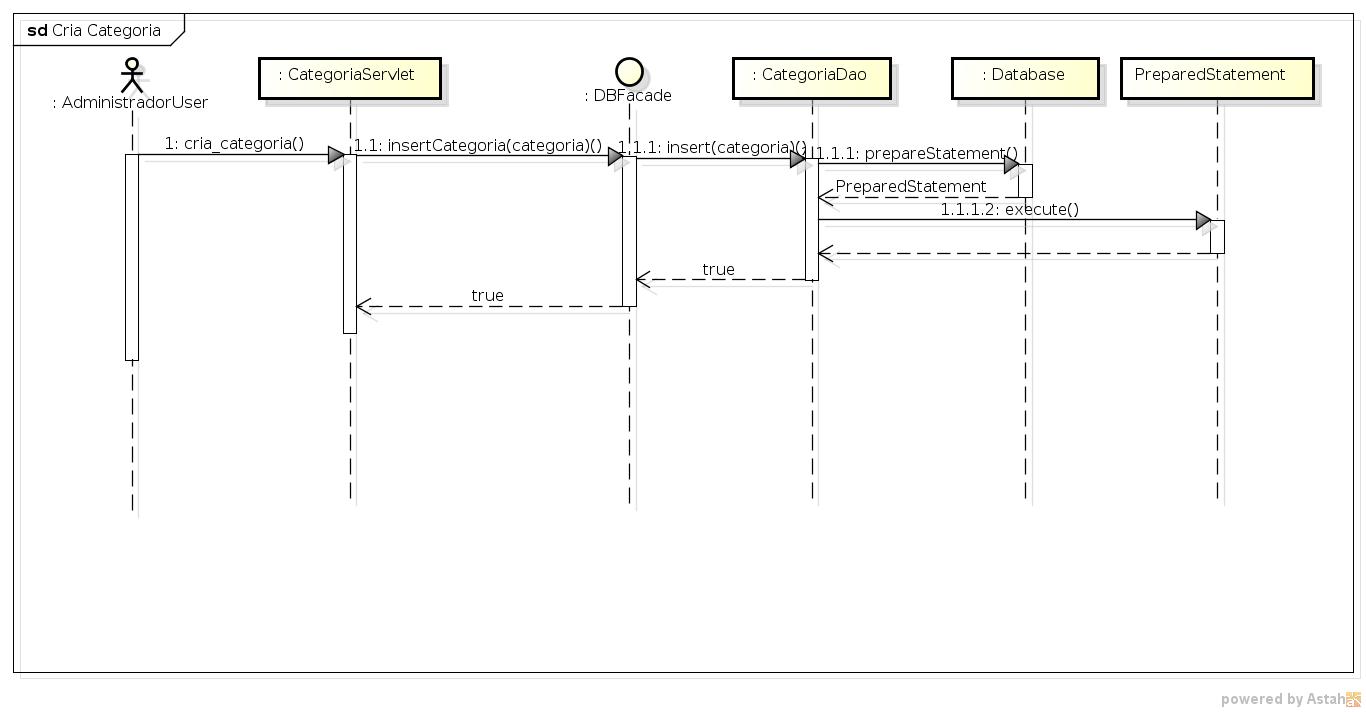 sd Cria Categoria
: AdministradorUser
: CategoriaServlet
: DBFacade
: CategoriaDao
: Database
PreparedStatement
1: cria_categoria()
1.1: insertCategoria(categoria)()
1.1.1: insert(categoria)()
1.1.1: prepareStatement()
PreparedStatement
1.1.1.2: execute()
true
true
powered by Astah